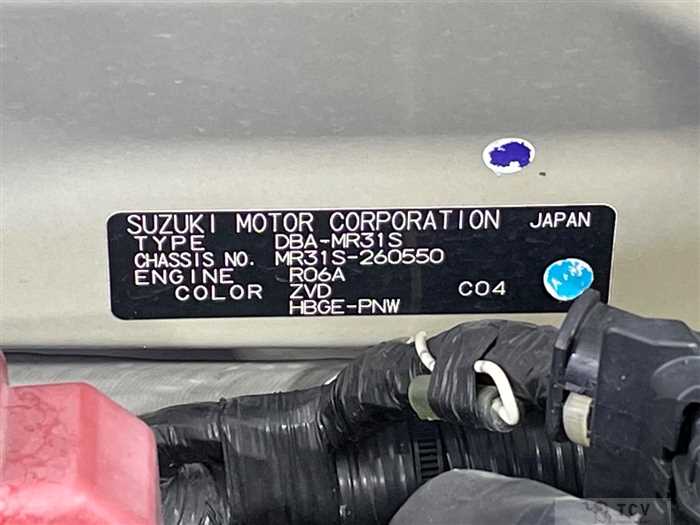 SUZUKI MOTOR CORPORATION JAPAN
TYPE DBA-MR31S
CHASSIS NO. MR31S-260550
ENGINE R06A
COLOR ZVD C04
HBGE-PNW
TCV